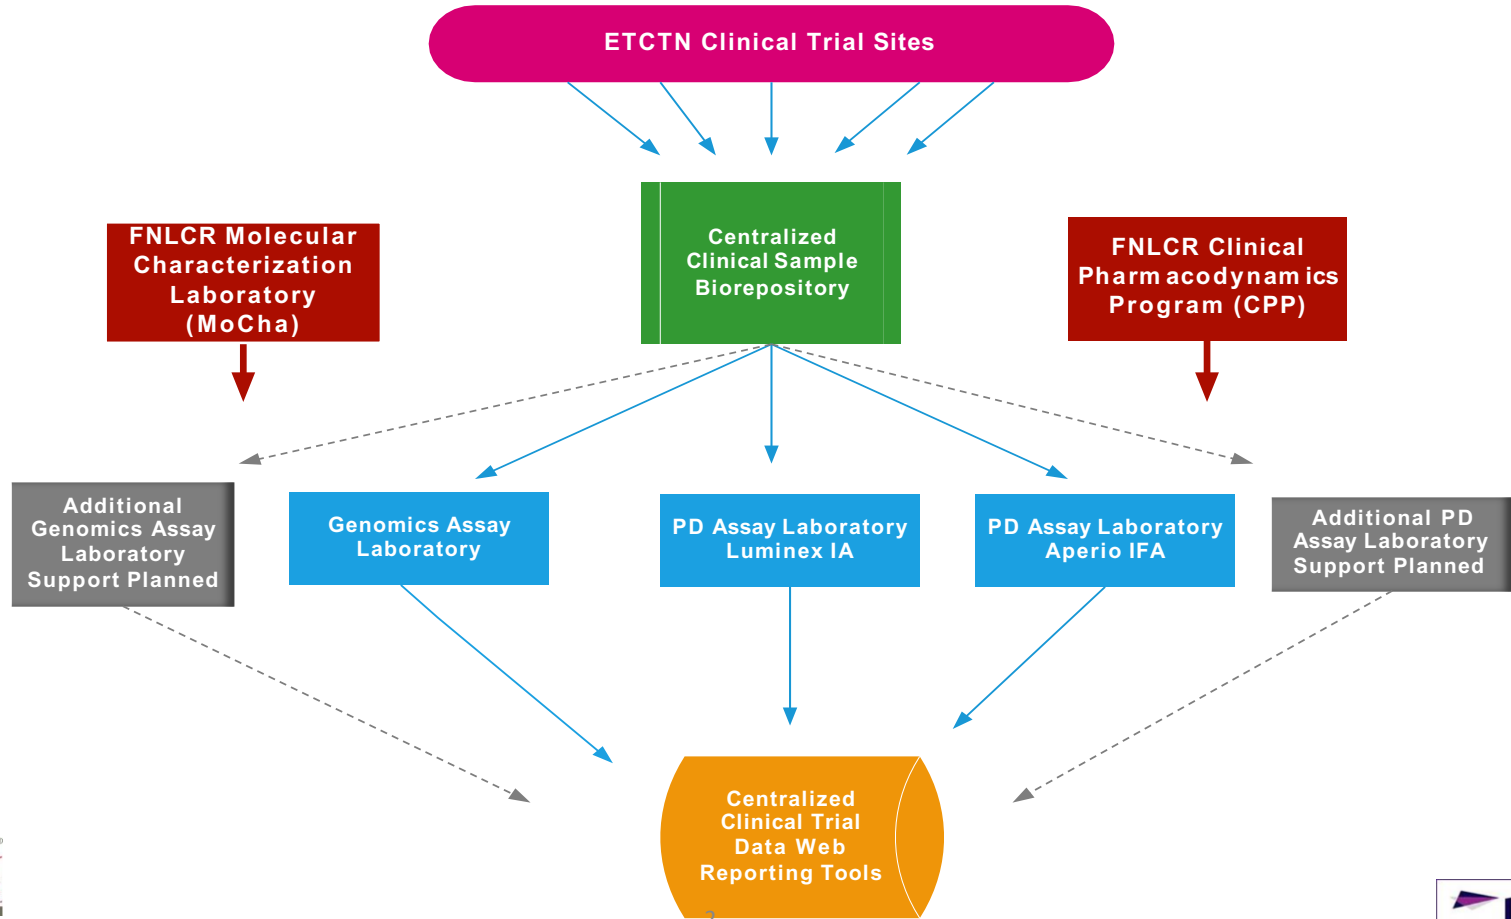 ETCTN Clinical Trial Sites
Centralized
Clinical Sample
Biorepository
FNLCR Molecular
Characterization
Laboratory
(MoCha)
FNLCR Clinical
Pharmacodynamics
Program (CPP)
Additional
Genomics Assay
Laboratory
Support Planned
Genomics Assay
Laboratory
PD Assay Laboratory
Luminex IA
PD Assay Laboratory
Aperio IFA
Additional PD
Assay Laboratory
Support Planned
Centralized
Clinical Trial
Data Web
Reporting Tools